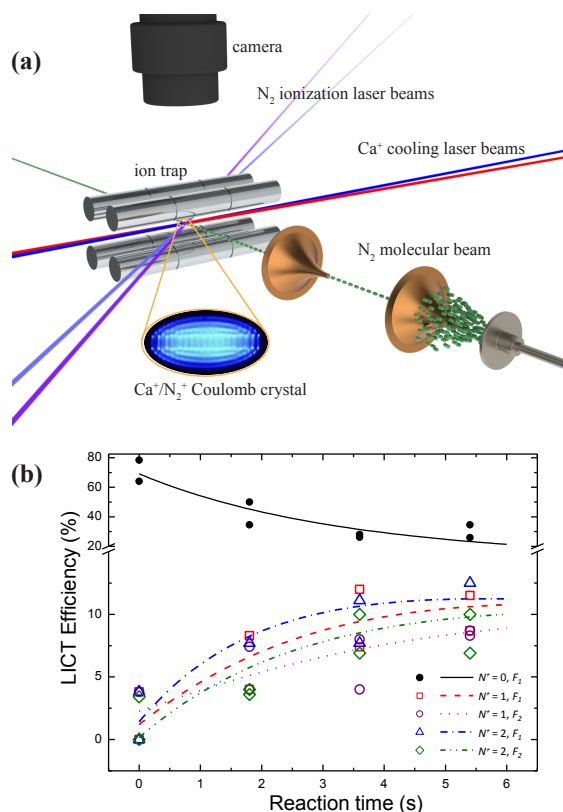 (a)
camera
N₂ ionization laser beams
Ca⁺ cooling laser beams
ion trap
N₂ molecular beam
Ca⁺/N₂⁺ Coulomb crystal
(b)
80
60
40
20
10
5
0
LICT Efficiency (%)
N⁺ = 0, F₁
N⁺ = 1, F₁
N⁺ = 1, F₂
N⁺ = 2, F₁
N⁺ = 2, F₂
0 1 2 3 4 5 6
Reaction time (s)